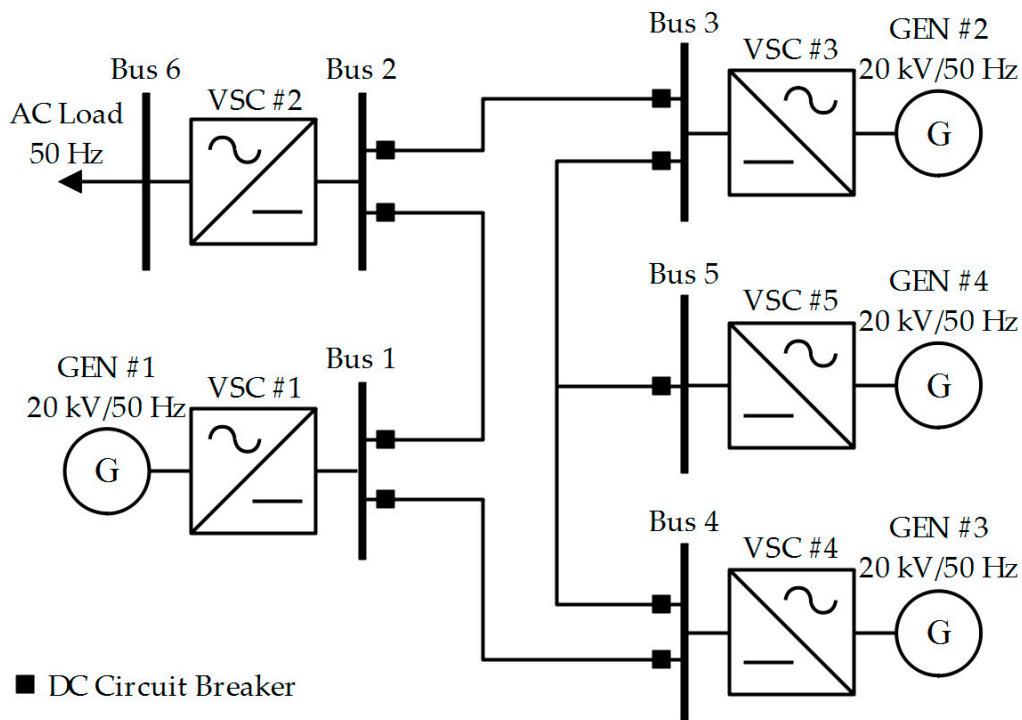 Bus 6
VSC #2
Bus 2
AC Load
50 Hz
Bus 3
VSC #3
GEN #2
20 kV/50 Hz
G
Bus 5
VSC #5
GEN #4
20 kV/50 Hz
G
GEN #1
20 kV/50 Hz
G
VSC #1
Bus 1
Bus 4
VSC #4
GEN #3
20 kV/50 Hz
G
DC Circuit Breaker